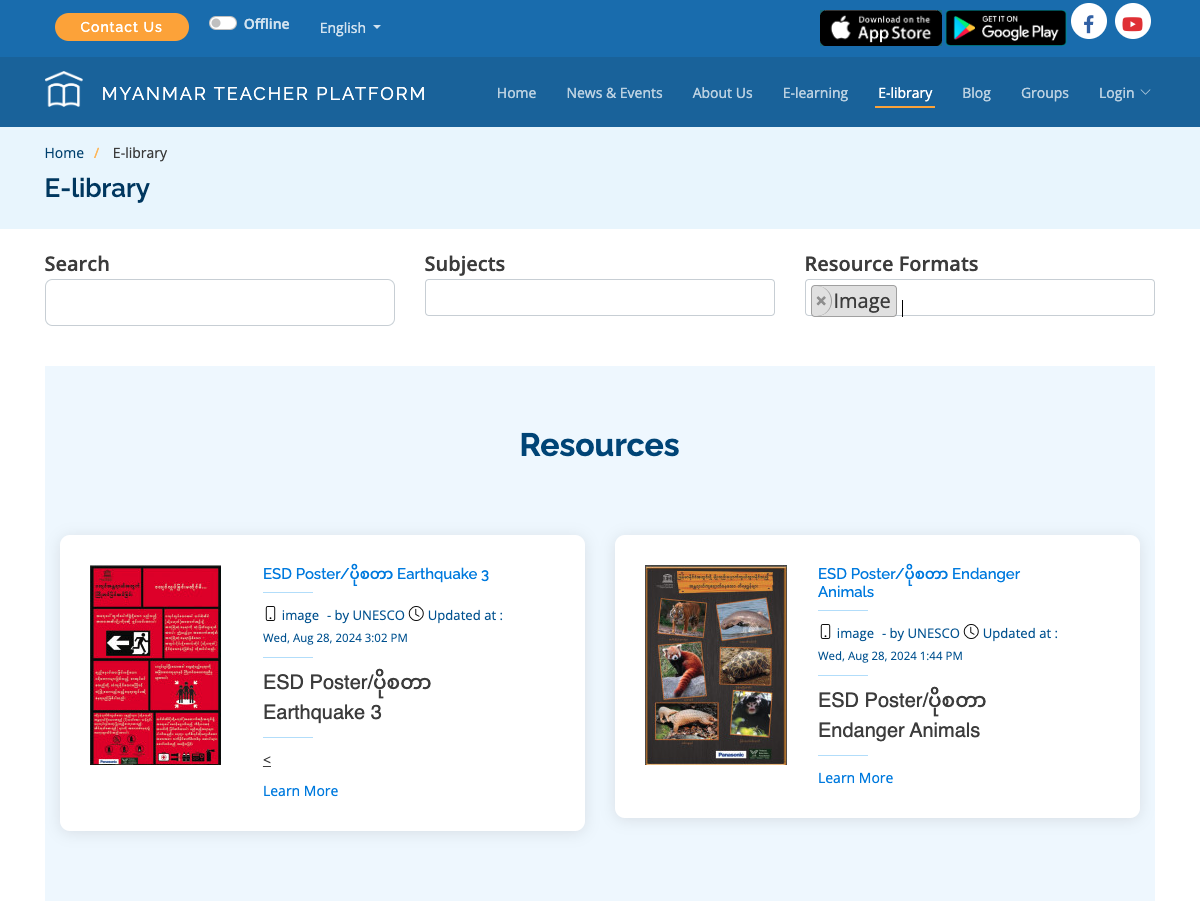 Contact Us
Offline
English
Download on the
App Store
GET IT ON
Google Play
MYANMAR TEACHER PLATFORM
Home
News & Events
About Us
E-learning
E-library
Blog
Groups
Login
Home / E-library
E-library
Search
Subjects
Resource Formats
× Image
Resources
ESD Poster/ပိုစတာ Earthquake 3
image - by UNESCO Updated at :
Wed, Aug 28, 2024 3:02 PM
ESD Poster/ပိုစတာ
Earthquake 3
<
Learn More
ESD Poster/ပိုစတာ Endanger
Animals
image - by UNESCO Updated at :
Wed, Aug 28, 2024 1:44 PM
ESD Poster/ပိုစတာ
Endanger Animals
Learn More
Panasonic